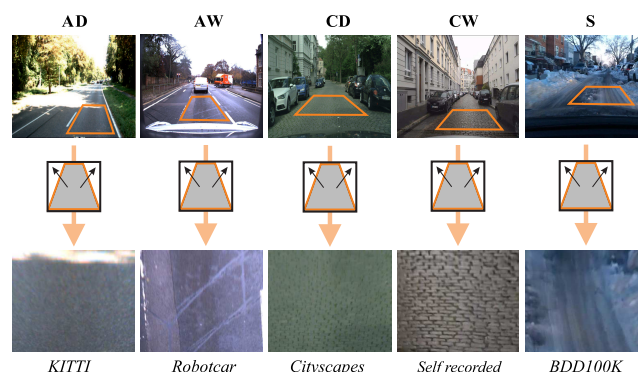 AD AW CD CW S
KITTI Robotcar Cityscapes Self recorded BDD100K